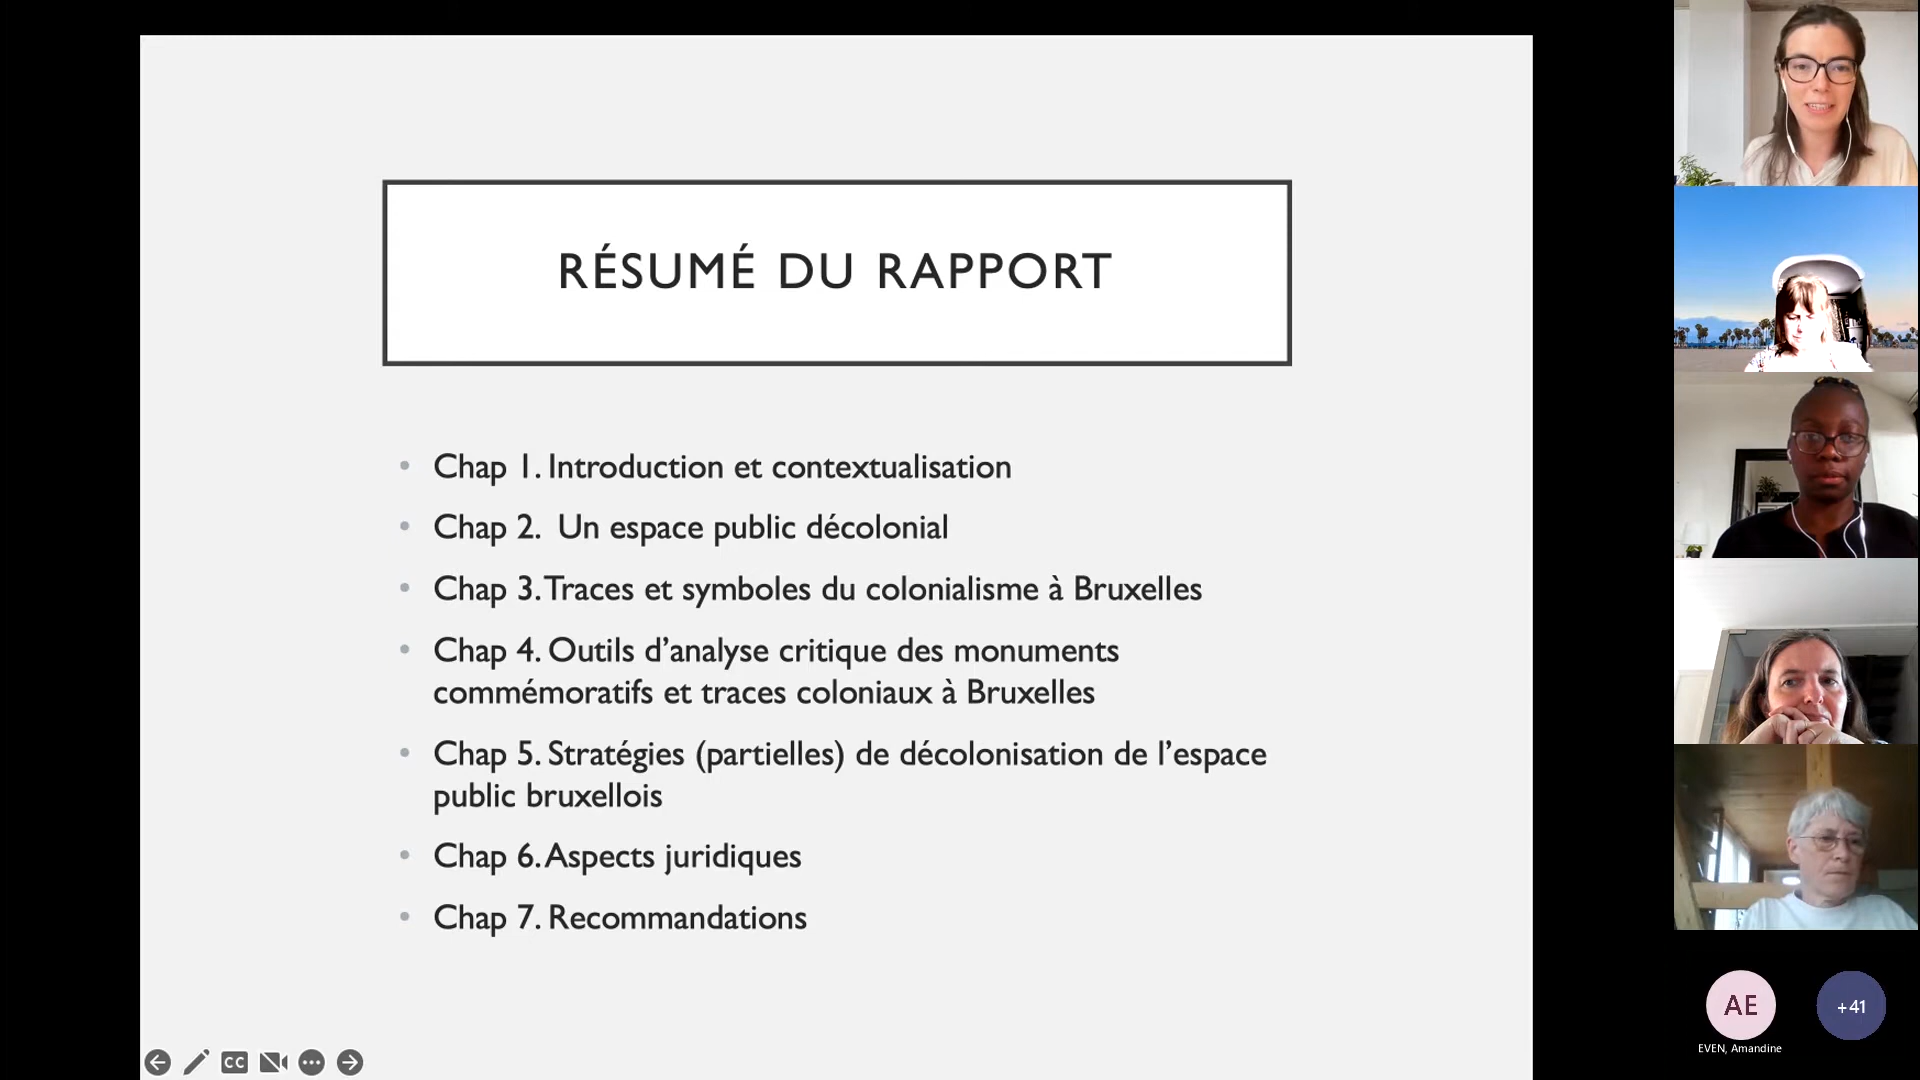 RÉSUMÉ DU RAPPORT
• Chap 1. Introduction et contextualisation
• Chap 2.  Un espace public décolonial
• Chap 3. Traces et symboles du colonialisme à Bruxelles
• Chap 4. Outils d’analyse critique des monuments
commémoratifs et traces coloniaux à Bruxelles
• Chap 5. Stratégies (partielles) de décolonisation de l’espace
public bruxellois
• Chap 6. Aspects juridiques
• Chap 7. Recommandations
CC
AE
+41
EVEN, Amandine